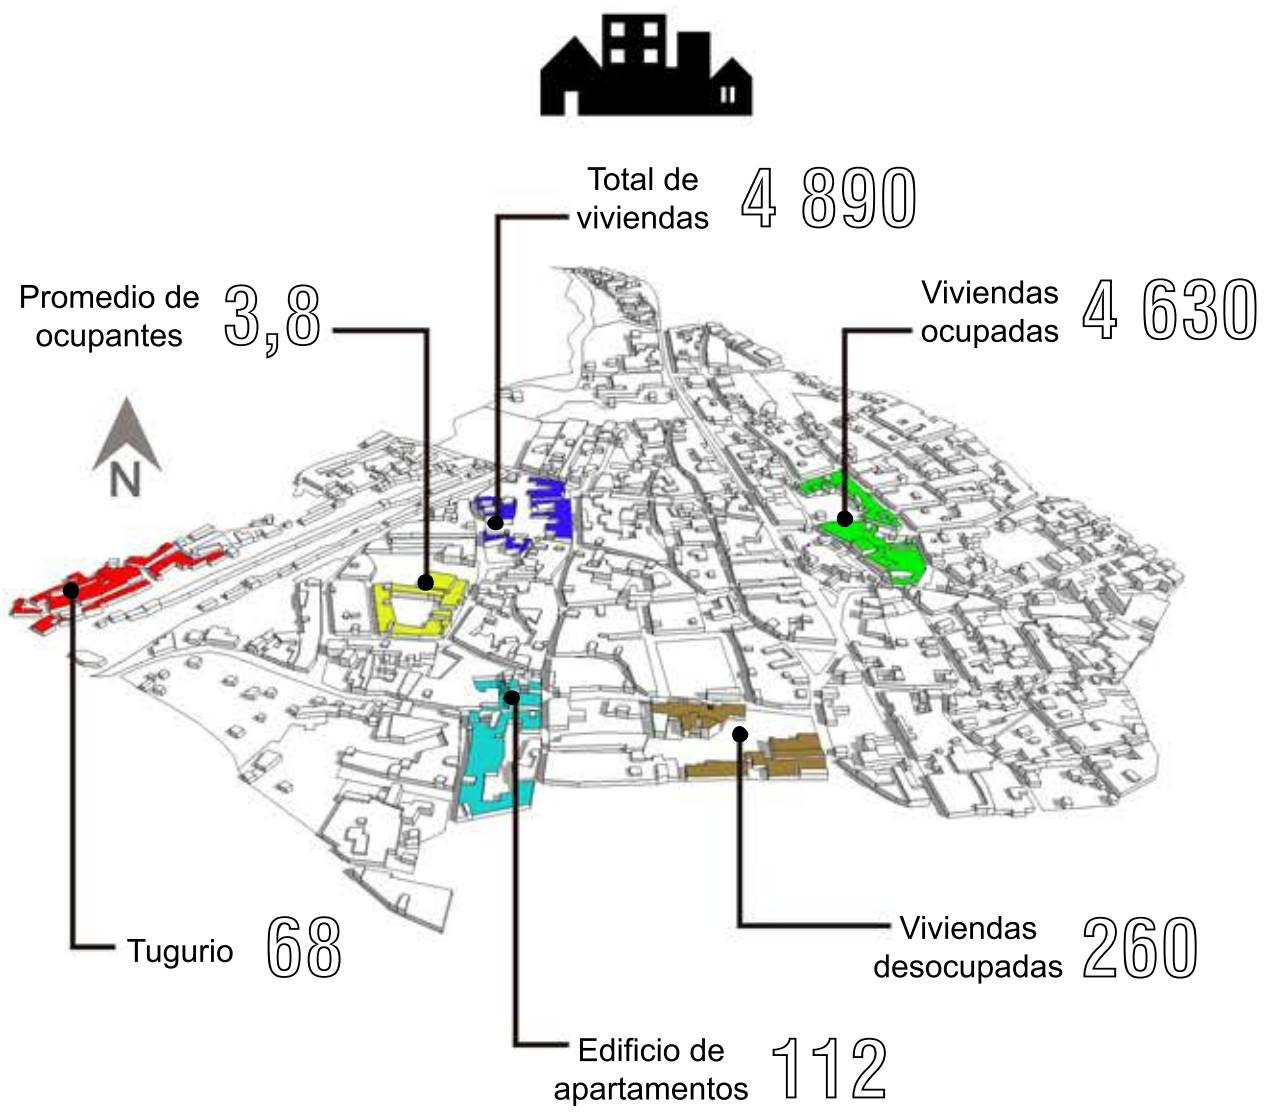 Total de
viviendas
4 890
Promedio de
ocupantes
3,8
Viviendas
ocupadas
4 630
N
Tugurio
68
Viviendas
desocupadas
260
Edificio de
apartamentos
112